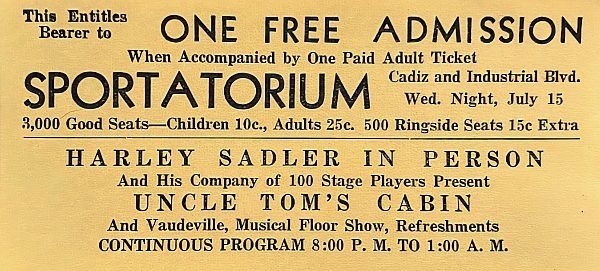 This Entitles
Bearer to ONE FREE ADMISSION
When Accompanied by One Paid Adult Ticket
SPORTATORIUM
Cadiz and Industrial Blvd.
Wed. Night, July 15
3,000 Good Seats—Children 10c., Adults 25c. 500 Ringside Seats 15c Extra
HARLEY SADLER IN PERSON
And His Company of 100 Stage Players Present
UNCLE TOM'S CABIN
And Vaudeville, Musical Floor Show, Refreshments
CONTINUOUS PROGRAM 8:00 P. M. TO 1:00 A. M.